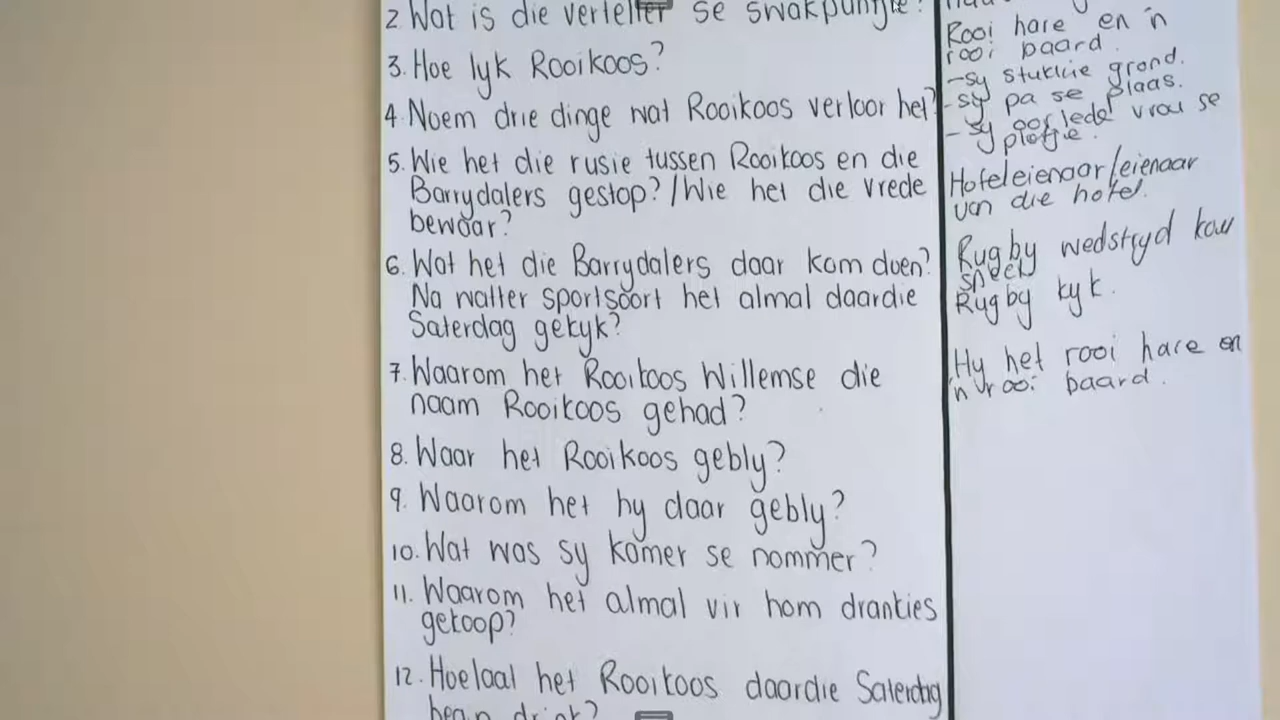 2. Wat is die verteller se swakpuntjie?
3. Hoe lyk Rooikoos?
4. Noem drie dinge wat Rooikoos verloor het?
5. Wie het die rusie tussen Rooikoos en die
Barrydalers gestop? / Wie het die vrede
bewaar?
6. Wat het die Barrydalers daar kom doen?
Na watter sportsoort het almal daardie
Saterdag gekyk?
7. Waarom het Rooikoos Willemse die
naam Rooikoos gehad?
8. Waar het Rooikoos gebly?
9. Waarom het hy daar gebly?
10. Wat was sy kamer se nommer?
11. Waarom het almal vir hom drankies
gekoop?
12. Hoelaat het Rooikoos daardie Saterdag
begin drink?
Rooi hare en 'n
rooi baard.
-sy stukkie grond.
-sy pa se plaas.
-sy oorlede vrou se
plotjie.
Hoteleienaar/eienaar
van die hotel.
Rugby wedstryd kom
speel
Rugby kyk.
Hy het rooi hare en
'n rooi baard.